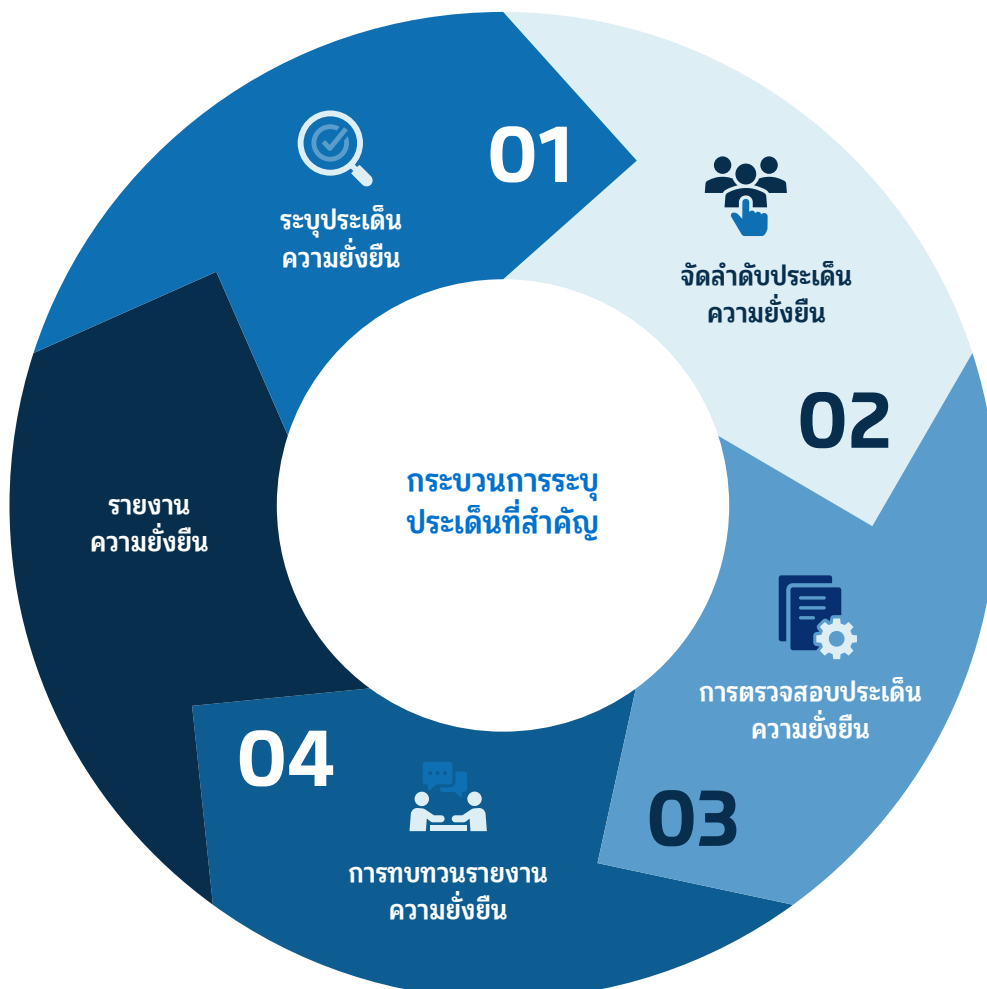 01
ระบุประเด็น
ความยั่งยืน
จัดลำดับประเด็น
ความยั่งยืน
02
กระบวนการระบุ
ประเด็นที่สำคัญ
รายงาน
ความยั่งยืน
การตรวจสอบประเด็น
ความยั่งยืน
03
04
การทบทวนรายงาน
ความยั่งยืน